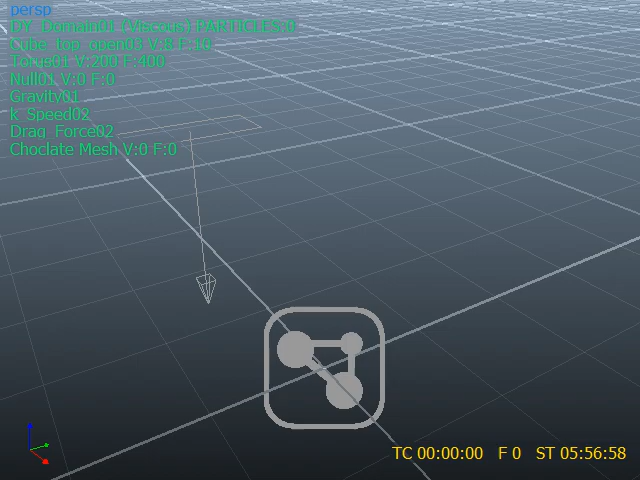 persp
DY_Domain01 (Viscous) PARTICLES:0
Cube_top_open03 V:8 F:10
Torus01 V:200 F:400
Null01 V:0 F:0
Gravity01
k_Speed02
Drag_Force02
Choclate Mesh V:0 F:0
TC 00:00:00 F 0 ST 05:56:58